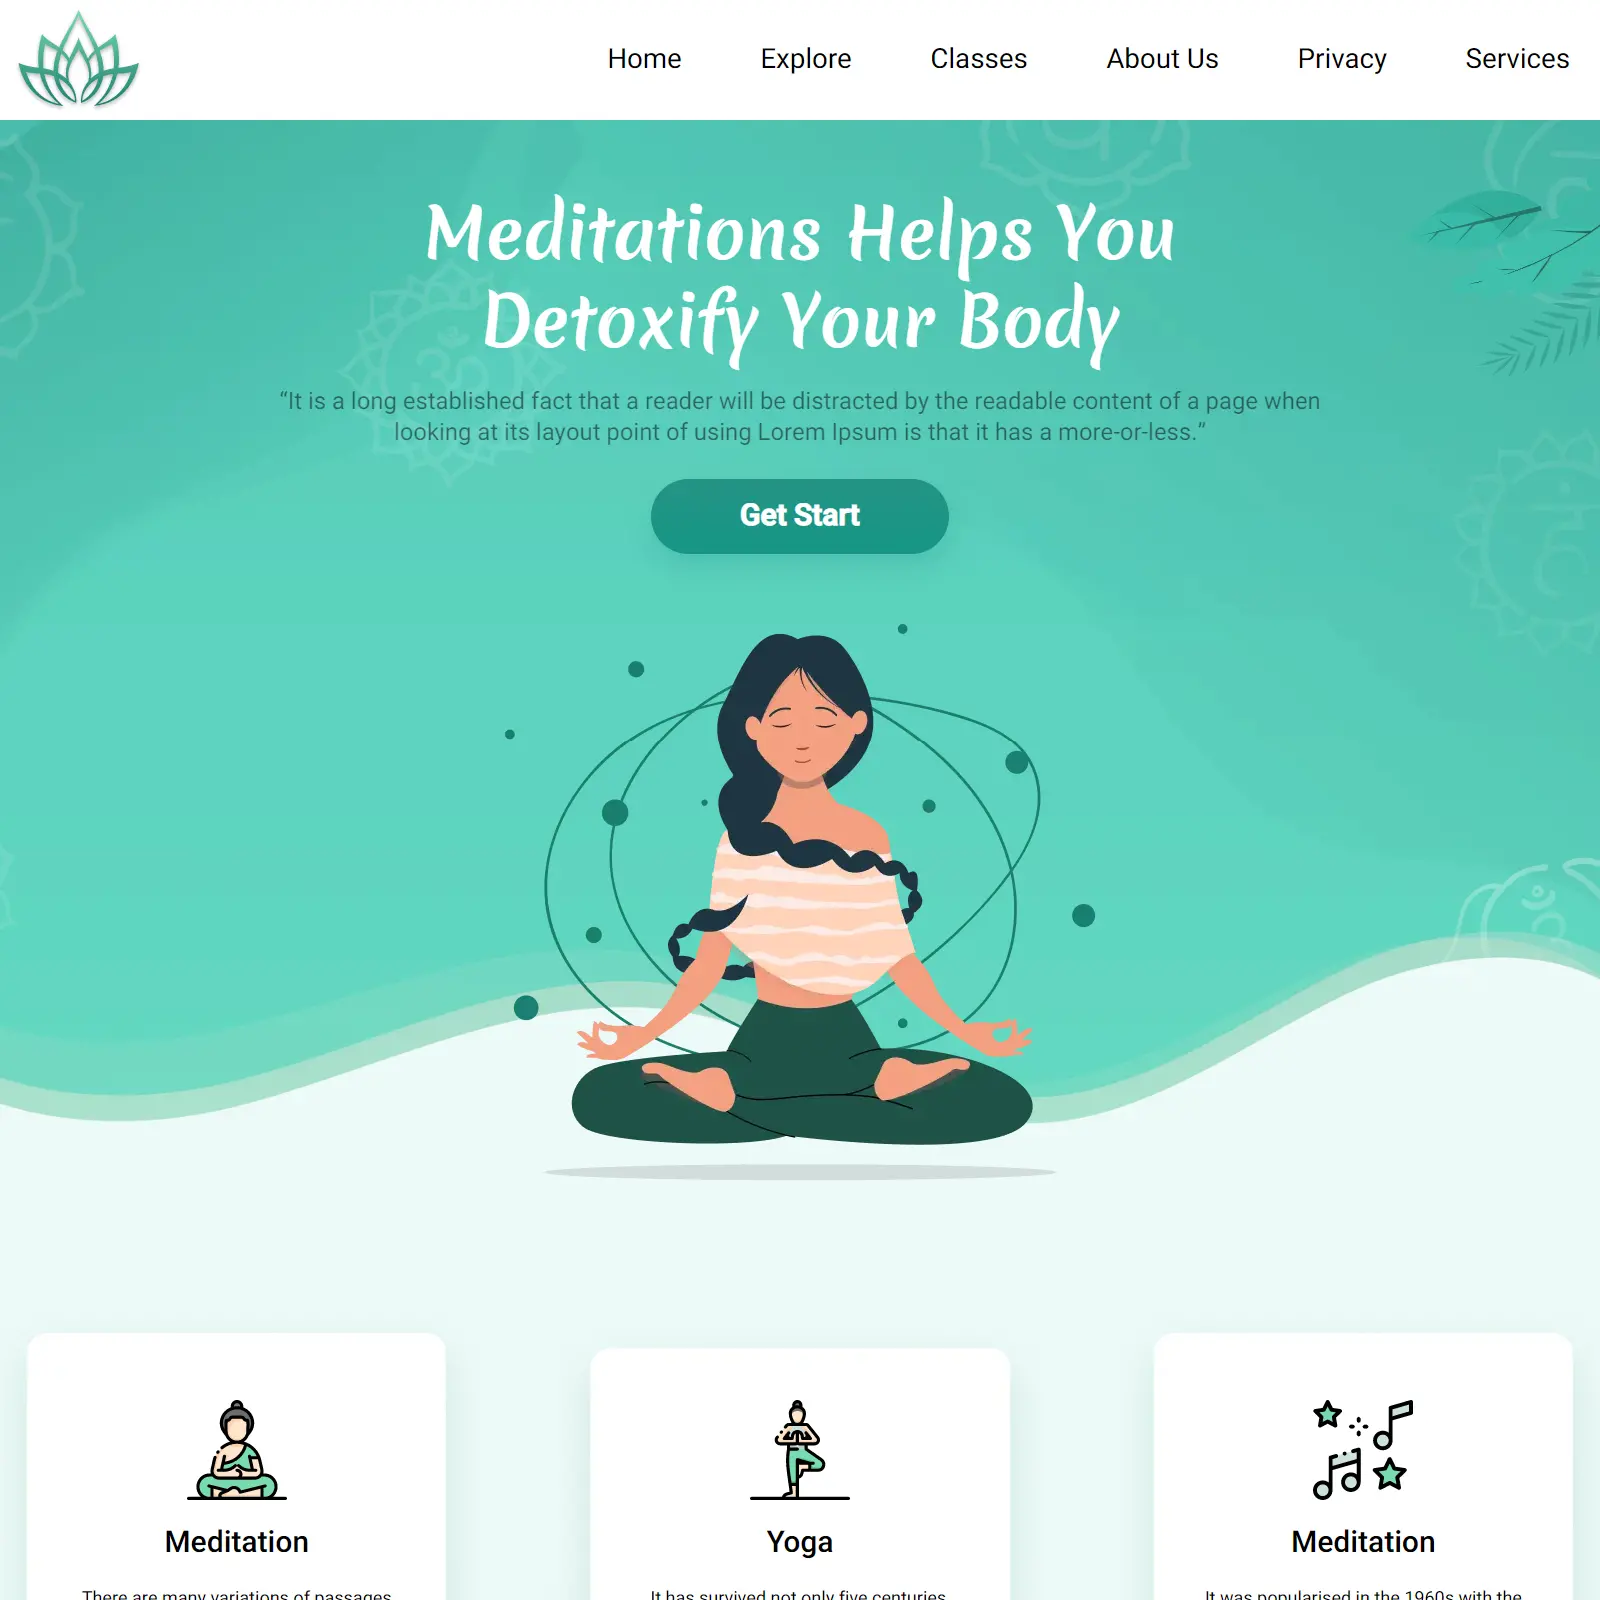 Home Explore Classes About Us Privacy Services
Meditations Helps You
Detoxify Your Body
“It is a long established fact that a reader will be distracted by the readable content of a page when
looking at its layout point of using Lorem Ipsum is that it has a more-or-less.”
Get Start
Meditation
Yoga
Meditation
There are many variations of passages
It has survived not only five centuries,
It was popularised in the 1960s with the